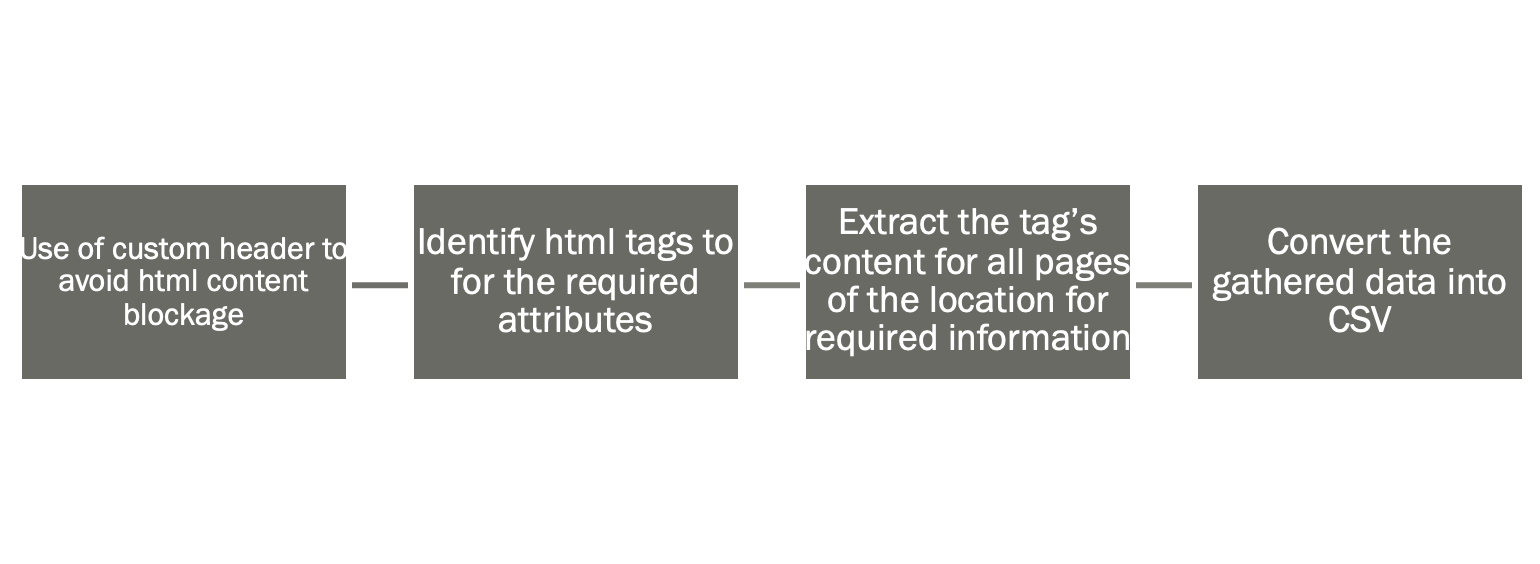 Use of custom header to
avoid html content
blockage
Identify html tags to
for the required
attributes
Extract the tag’s
content for all pages
of the location for
required information
Convert the
gathered data into
CSV